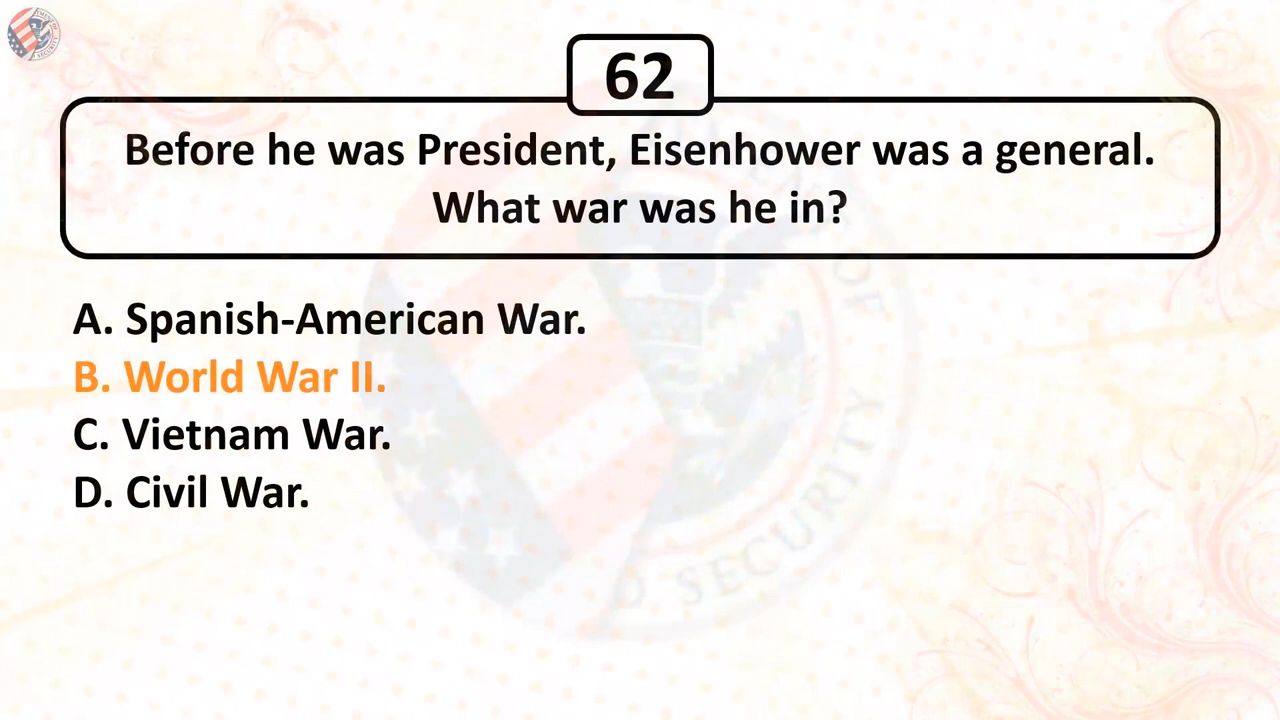 62
Before he was President, Eisenhower was a general.
What war was he in?
A. Spanish-American War.
B. World War II.
C. Vietnam War.
D. Civil War.
SECURITY